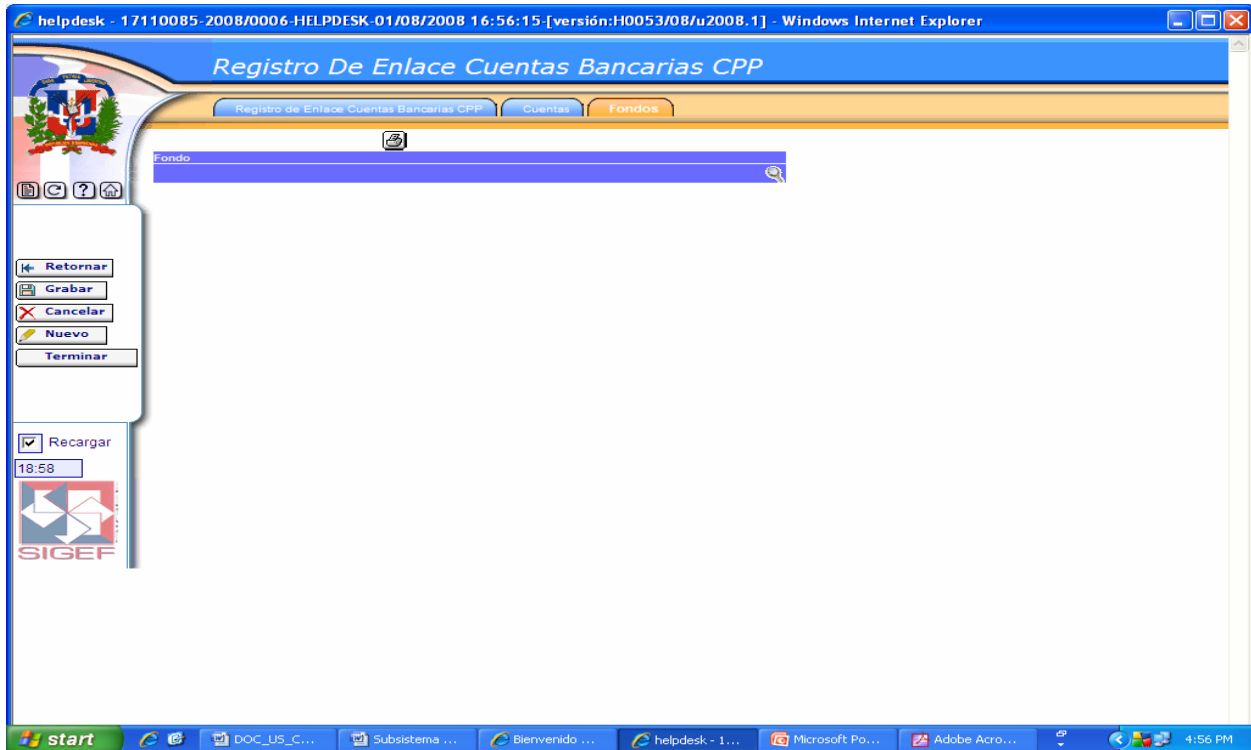 helpdesk - 17110085-2008/0006-HELPDESK-01/08/2008 16:56:15-[versión:H0053/08/u2008.1] - Windows Internet Explorer
Registro De Enlace Cuentas Bancarias CPP
Registro de Enlace Cuentas Bancarias CPP
Cuentas
Fondos
Fondo
Retornar
Grabar
Cancelar
Nuevo
Terminar
Recargar
18:58
SIGEF
start
DOC_US_C...
Subsistema ...
Bienvenido ...
helpdesk - 1...
Microsoft Po...
Adobe Acro...
4:56 PM